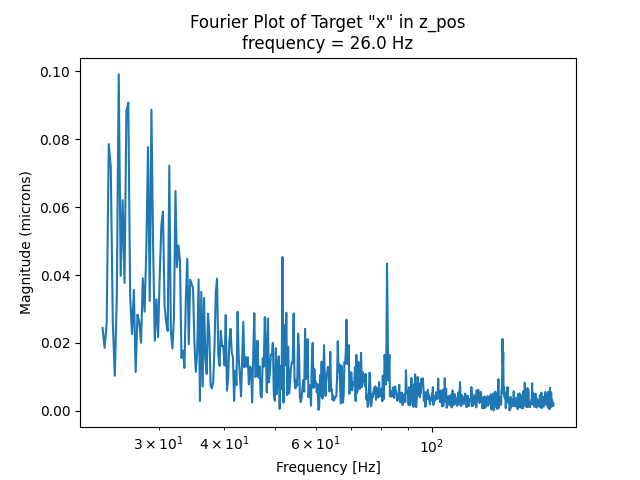 Fourier Plot of Target "x" in z_pos
frequency = 26.0 Hz
0.10
0.08
0.06
0.04
0.02
0.00
Magnitude (microns)
3 × 10¹
4 × 10¹
6 × 10¹
10²
Frequency [Hz]